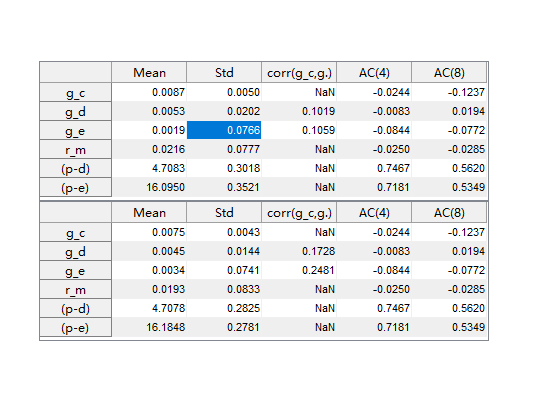 Mean Std corr(g_c,g.) AC(4) AC(8)
g_c 0.0087 0.0050 NaN -0.0244 -0.1237
g_d 0.0053 0.0202 0.1019 -0.0083 0.0194
g_e 0.0019 0.0766 0.1059 -0.0844 -0.0772
r_m 0.0216 0.0777 NaN -0.0250 -0.0285
(p-d) 4.7083 0.3018 NaN 0.7467 0.5620
(p-e) 16.0950 0.3521 NaN 0.7181 0.5349
Mean Std corr(g_c,g.) AC(4) AC(8)
g_c 0.0075 0.0043 NaN -0.0244 -0.1237
g_d 0.0045 0.0144 0.1728 -0.0083 0.0194
g_e 0.0034 0.0741 0.2481 -0.0844 -0.0772
r_m 0.0193 0.0833 NaN -0.0250 -0.0285
(p-d) 4.7078 0.2825 NaN 0.7467 0.5620
(p-e) 16.1848 0.2781 NaN 0.7181 0.5349